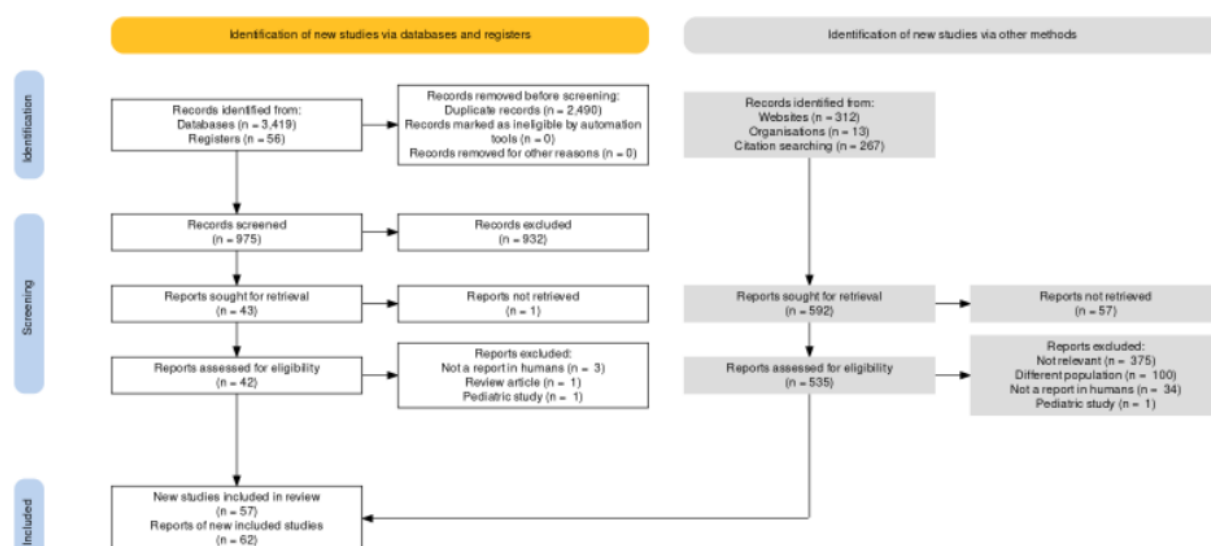 Identification of new studies via databases and registers
Identification of new studies via other methods
Identification
Records identified from:
Databases (n = 3,419)
Registers (n = 56)
Records removed before screening:
Duplicate records (n = 2,490)
Records marked as ineligible by automation
tools (n = 0)
Records removed for other reasons (n = 0)
Records identified from:
Websites (n = 312)
Organisations (n = 13)
Citation searching (n = 267)
Screening
Records screened
(n = 975)
Records excluded
(n = 932)
Reports sought for retrieval
(n = 43)
Reports not retrieved
(n = 1)
Reports sought for retrieval
(n = 592)
Reports not retrieved
(n = 57)
Reports assessed for eligibility
(n = 42)
Reports excluded:
Not a report in humans (n = 3)
Review article (n = 1)
Pediatric study (n = 1)
Reports assessed for eligibility
(n = 535)
Reports excluded:
Not relevant (n = 375)
Different population (n = 100)
Not a report in humans (n = 34)
Pediatric study (n = 1)
Included
New studies included in review
(n = 57)
Reports of new included studies
(n = 62)